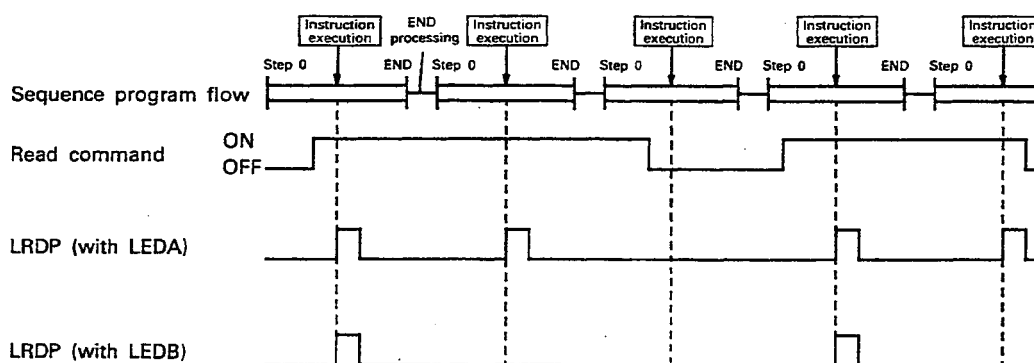 Instruction execution
END processing
Instruction execution
Instruction execution
Instruction execution
Instruction execution
Step 0
END
Step 0
END
Step 0
END
Step 0
END
Step 0
Sequence program flow
Read command
ON
OFF
LRDP (with LEDA)
LRDP (with LEDB)